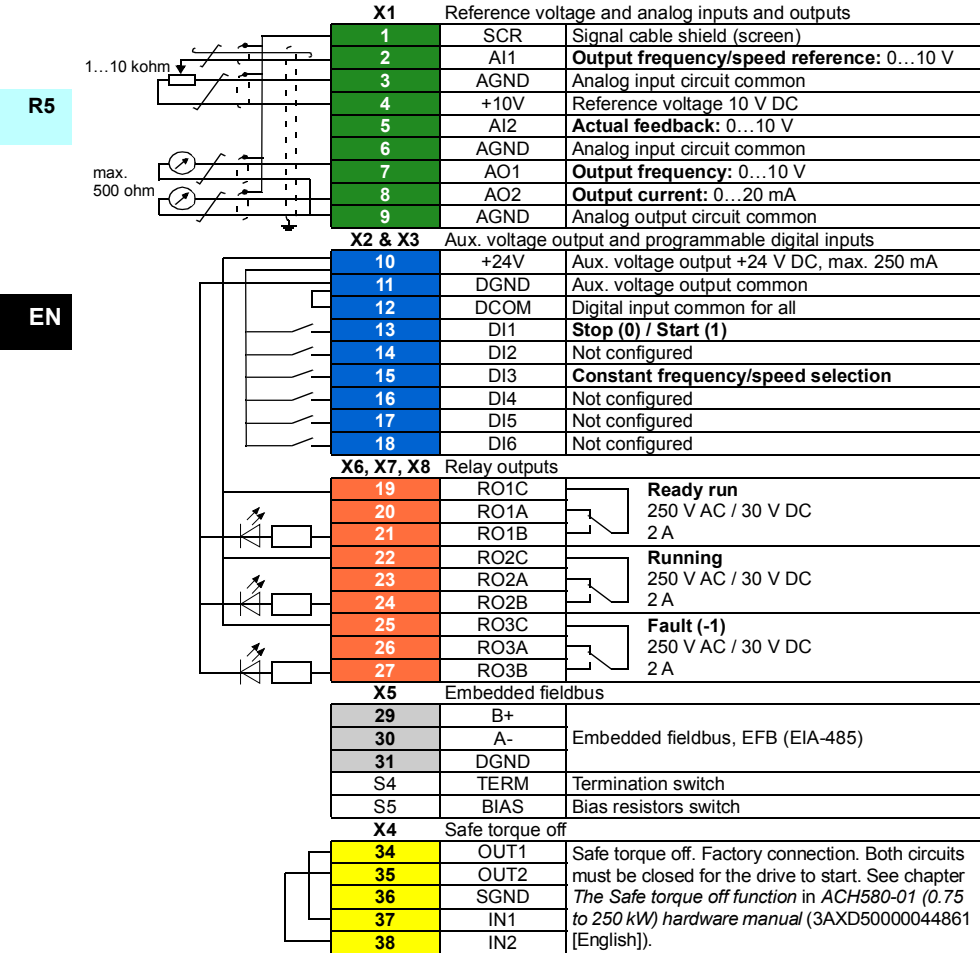 X1 Reference voltage and analog inputs and outputs
1 SCR Signal cable shield (screen)
2 AI1 Output frequency/speed reference: 0…10 V
1…10 kohm
3 AGND Analog input circuit common
R5
4 +10V Reference voltage 10 V DC
5 AI2 Actual feedback: 0…10 V
6 AGND Analog input circuit common
max.
500 ohm
7 AO1 Output frequency: 0…10 V
8 AO2 Output current: 0…20 mA
9 AGND Analog output circuit common
X2 & X3 Aux. voltage output and programmable digital inputs
10 +24V Aux. voltage output +24 V DC, max. 250 mA
11 DGND Aux. voltage output common
EN
12 DCOM Digital input common for all
13 DI1 Stop (0) / Start (1)
14 DI2 Not configured
15 DI3 Constant frequency/speed selection
16 DI4 Not configured
17 DI5 Not configured
18 DI6 Not configured
X6, X7, X8 Relay outputs
19 RO1C Ready run
20 RO1A 250 V AC / 30 V DC
21 RO1B 2 A
22 RO2C Running
23 RO2A 250 V AC / 30 V DC
24 RO2B 2 A
25 RO3C Fault (-1)
26 RO3A 250 V AC / 30 V DC
27 RO3B 2 A
X5 Embedded fieldbus
29 B+
30 A- Embedded fieldbus, EFB (EIA-485)
31 DGND
S4 TERM Termination switch
S5 BIAS Bias resistors switch
X4 Safe torque off
34 OUT1 Safe torque off. Factory connection. Both circuits
35 OUT2 must be closed for the drive to start. See chapter
36 SGND The Safe torque off function in ACH580-01 (0.75
37 IN1 to 250 kW) hardware manual (3AXD50000044861
38 IN2 [English]).